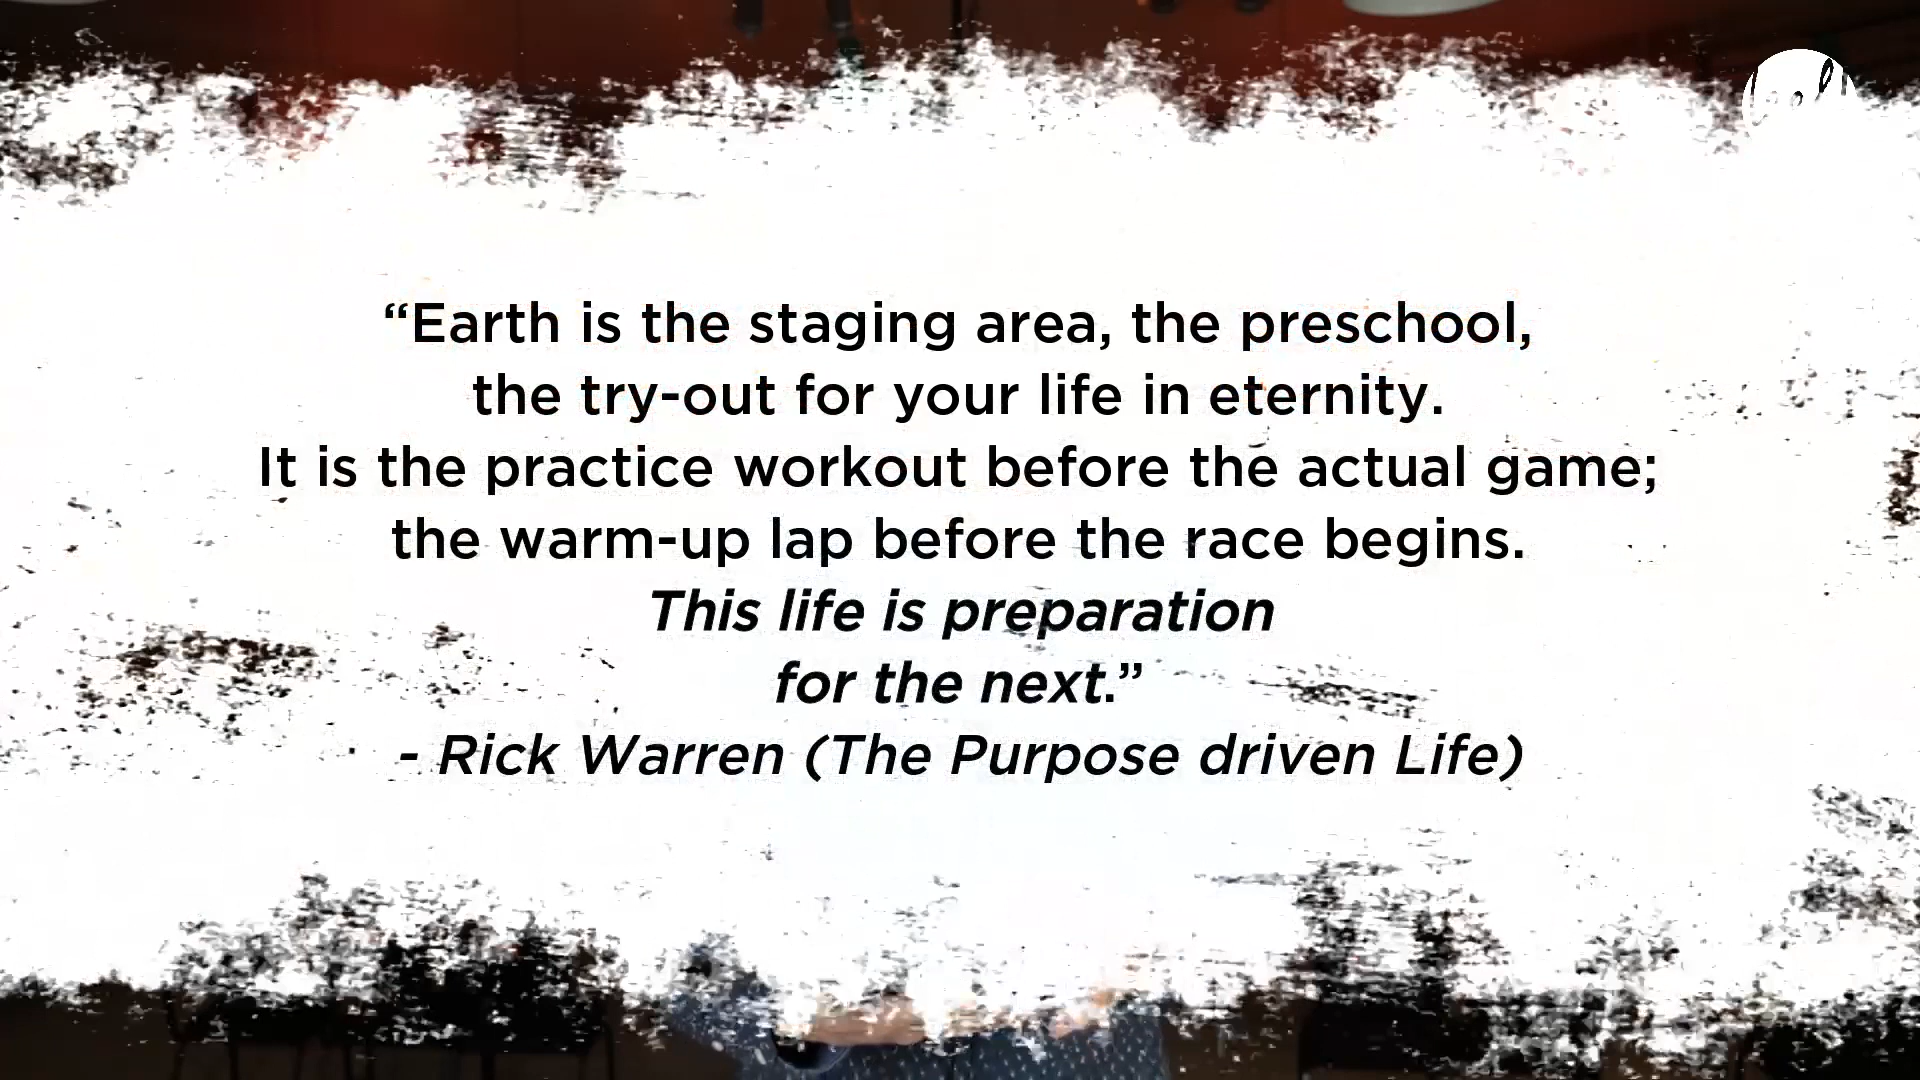 “Earth is the staging area, the preschool,
the try-out for your life in eternity.
It is the practice workout before the actual game;
the warm-up lap before the race begins.
This life is preparation
for the next.”
- Rick Warren (The Purpose driven Life)